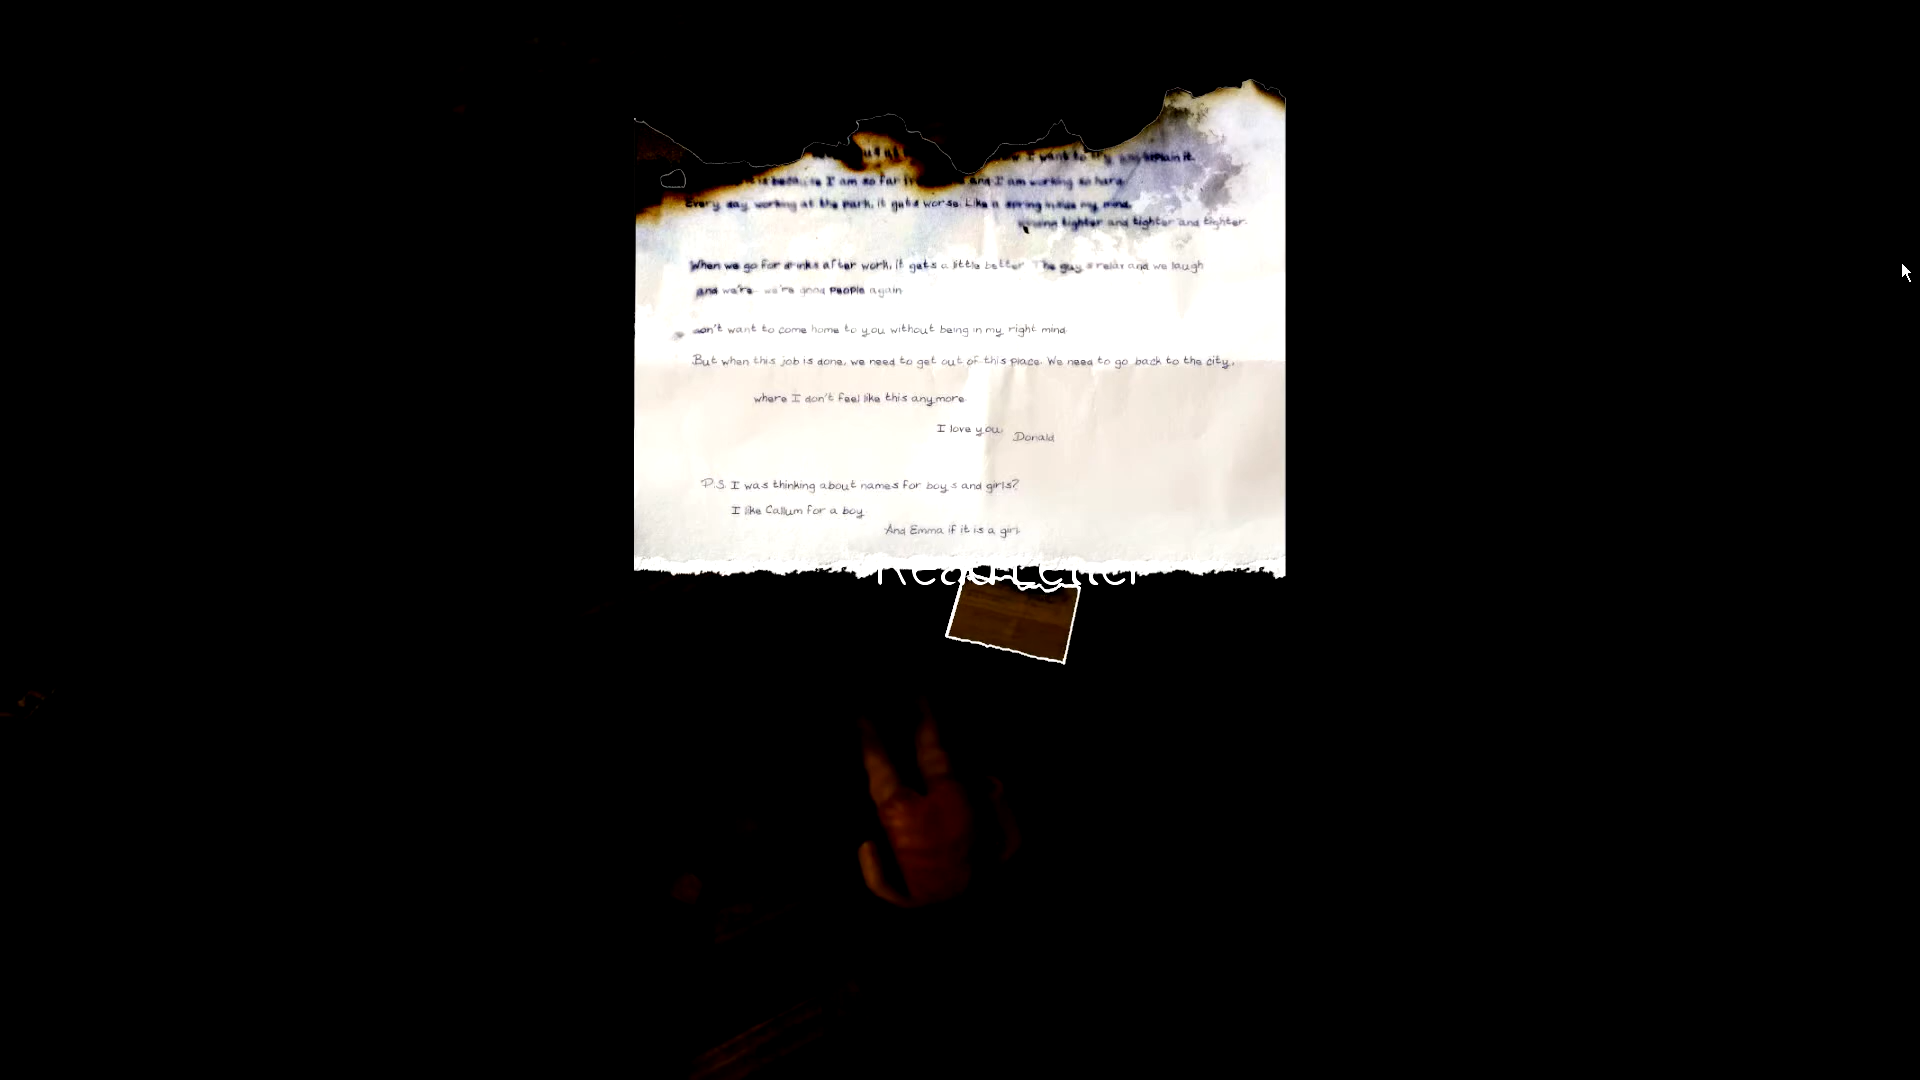 I want to try and explain it.
because I am so far and I am working so hard
Every day, working at the park, it gets worse. Like a spring inside my mind,
tighter and tighter and tighter.
When we go for drinks after work, it gets a little better. The guys relax and we laugh
and we're- we're good people again
don't want to come home to you without being in my right mind
But when this job is done, we need to get out of this place. We need to go back to the city,
where I don't feel like this anymore.
I love you.
Donald
P.S. I was thinking about names for boys and girls?
I like Callum for a boy.
And Emma if it is a girl.
Read Letter